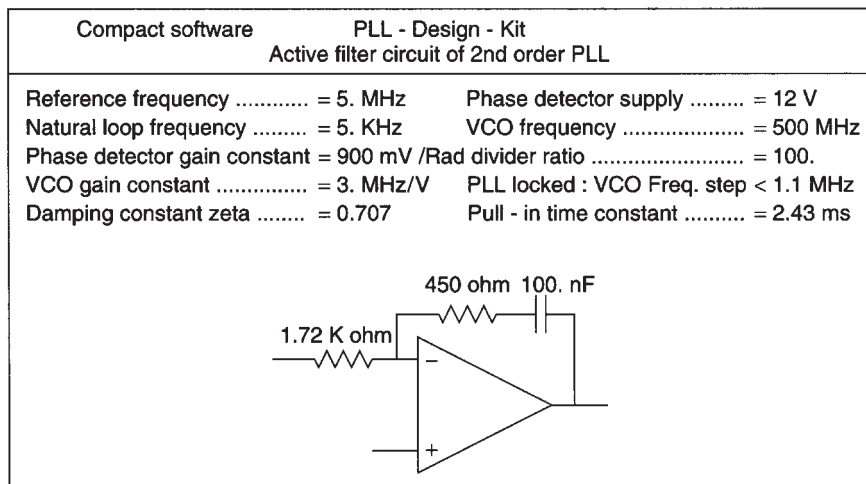 Compact software PLL - Design - Kit
Active filter circuit of 2nd order PLL
Reference frequency ............ = 5. MHz Phase detector supply ......... = 12 V
Natural loop frequency ......... = 5. KHz VCO frequency .................... = 500 MHz
Phase detector gain constant = 900 mV /Rad divider ratio ...................... = 100.
VCO gain constant ............... = 3. MHz/V PLL locked : VCO Freq. step < 1.1 MHz
Damping constant zeta ........ = 0.707 Pull - in time constant .......... = 2.43 ms
450 ohm 100. nF
1.72 K ohm
−
+